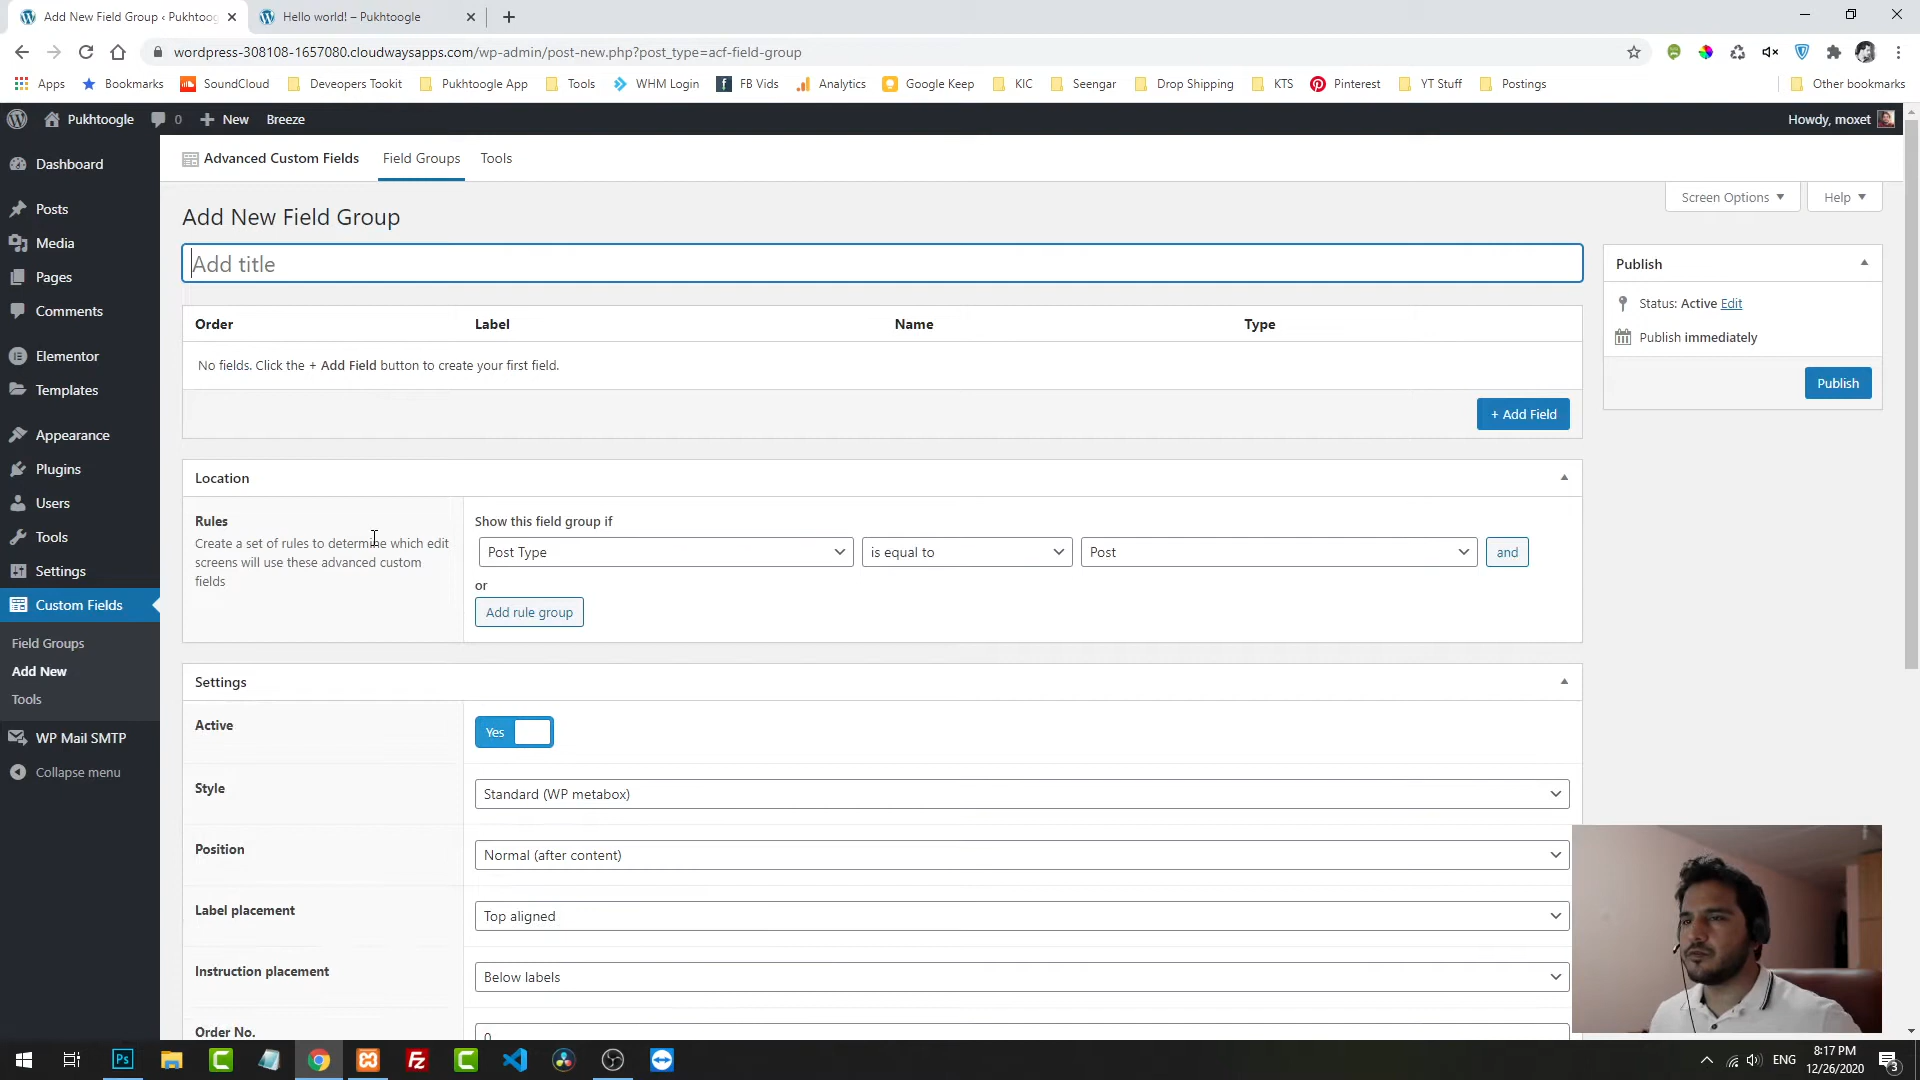 Add New Field Group ‹ Pukhtoog
Hello world! – Pukhtoogle
wordpress-308108-1657080.cloudwaysapps.com/wp-admin/post-new.php?post_type=acf-field-group
Apps Bookmarks SoundCloud Deveopers Tookit Pukhtoogle App Tools WHM Login FB Vids Analytics Google Keep KIC Seengar Drop Shipping KTS Pinterest YT Stuff Postings Other bookmarks
Pukhtoogle 0 New Breeze Howdy, moxet
Dashboard
Posts
Media
Pages
Comments
Elementor
Templates
Appearance
Plugins
Users
Tools
Settings
Custom Fields
Field Groups
Add New
Tools
WP Mail SMTP
Collapse menu
Advanced Custom Fields Field Groups Tools
Screen Options Help
Add New Field Group
Add title
Order Label Name Type
No fields. Click the + Add Field button to create your first field.
+ Add Field
Location
Rules
Create a set of rules to determine which edit
screens will use these advanced custom
fields
Show this field group if
Post Type is equal to Post and
or
Add rule group
Settings
Active Yes
Style Standard (WP metabox)
Position Normal (after content)
Label placement Top aligned
Instruction placement Below labels
Order No. 0
Publish
Status: Active Edit
Publish immediately
Publish
Ps
Fz
ENG
8:17 PM
12/26/2020
3